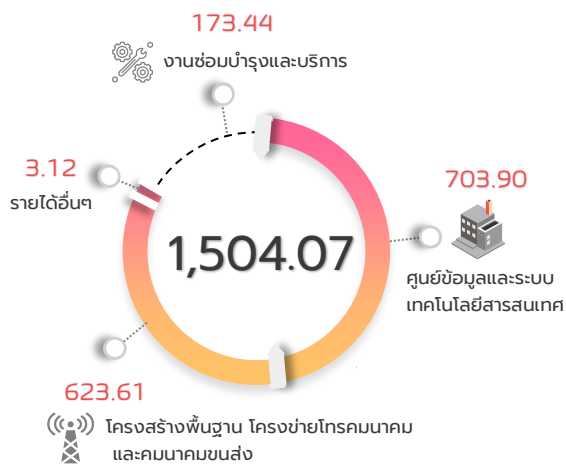 173.44
งานซ่อมบำรุงและบริการ
3.12
รายได้อื่นๆ
703.90
ศูนย์ข้อมูลและระบบ
เทคโนโลยีสารสนเทศ
1,504.07
623.61
โครงสร้างพื้นฐาน โครงข่ายโทรคมนาคม
และคมนาคมขนส่ง